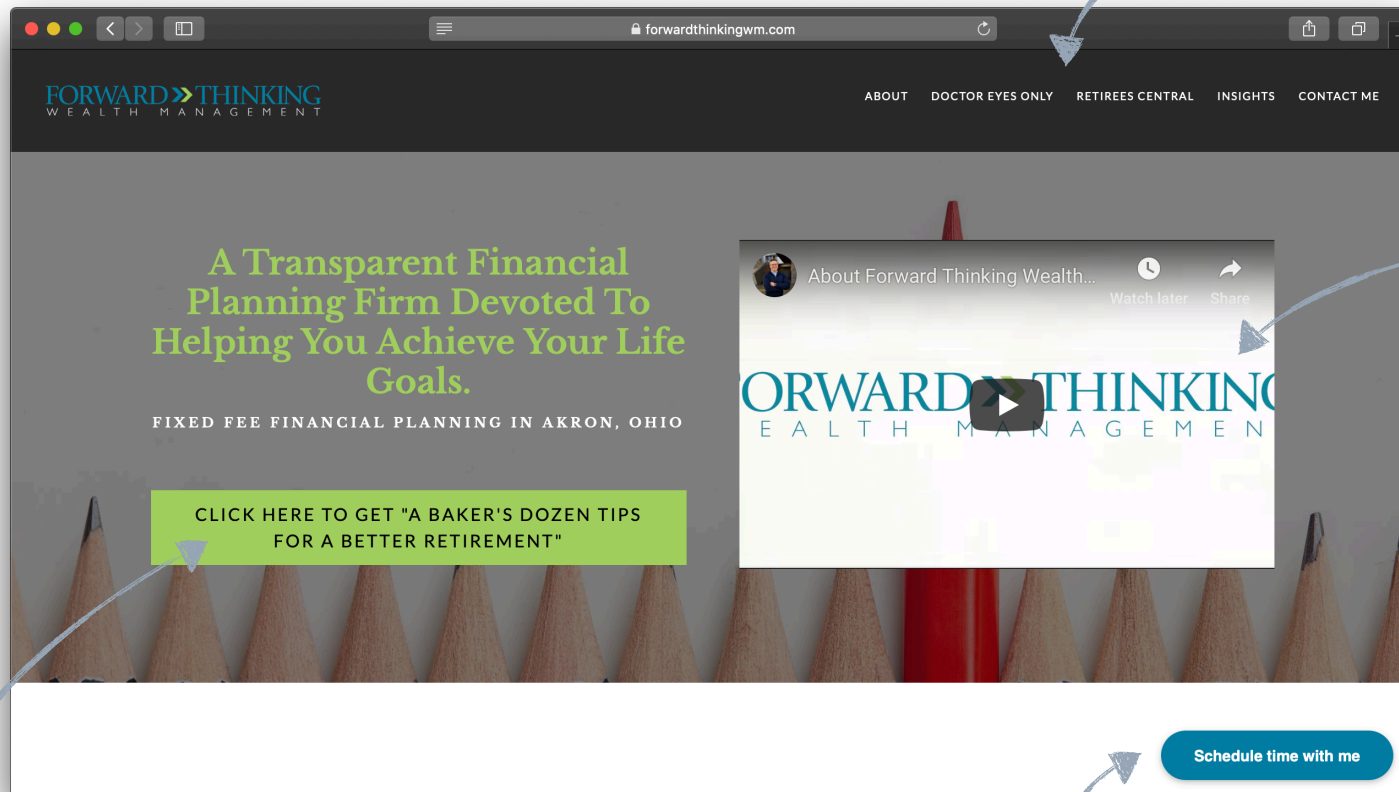 forwardthinkingwm.com
FORWARD THINKING
WEALTH MANAGEMENT
ABOUT DOCTOR EYES ONLY RETIREES CENTRAL INSIGHTS CONTACT ME
A Transparent Financial
Planning Firm Devoted To
Helping You Achieve Your Life
Goals.
FIXED FEE FINANCIAL PLANNING IN AKRON, OHIO
CLICK HERE TO GET "A BAKER'S DOZEN TIPS
FOR A BETTER RETIREMENT"
About Forward Thinking Wealth...
Watch later Share
ORWARD THINKING
EALTH MANAGEMEN
Schedule time with me